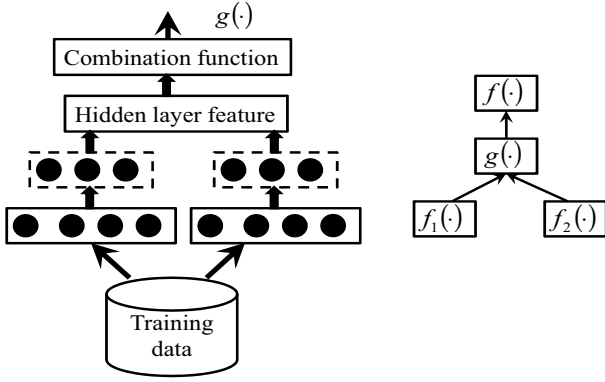 g(·)
Combination function
Hidden layer feature
Training
data
f(·)
g(·)
f₁(·)
f₂(·)